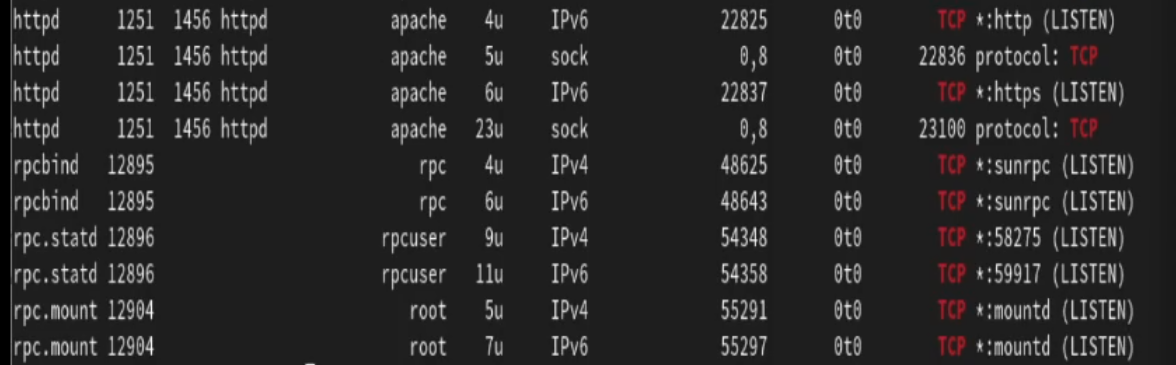 httpd 1251 1456 httpd apache 4u IPv6 22825 0t0 TCP *:http (LISTEN)
httpd 1251 1456 httpd apache 5u sock 0,8 0t0 22836 protocol: TCP
httpd 1251 1456 httpd apache 6u IPv6 22837 0t0 TCP *:https (LISTEN)
httpd 1251 1456 httpd apache 23u sock 0,8 0t0 23100 protocol: TCP
rpcbind 12895 rpc 4u IPv4 48625 0t0 TCP *:sunrpc (LISTEN)
rpcbind 12895 rpc 6u IPv6 48643 0t0 TCP *:sunrpc (LISTEN)
rpc.statd 12896 rpcuser 9u IPv4 54348 0t0 TCP *:58275 (LISTEN)
rpc.statd 12896 rpcuser 11u IPv6 54358 0t0 TCP *:59917 (LISTEN)
rpc.mount 12904 root 5u IPv4 55291 0t0 TCP *:mountd (LISTEN)
rpc.mount 12904 root 7u IPv6 55297 0t0 TCP *:mountd (LISTEN)